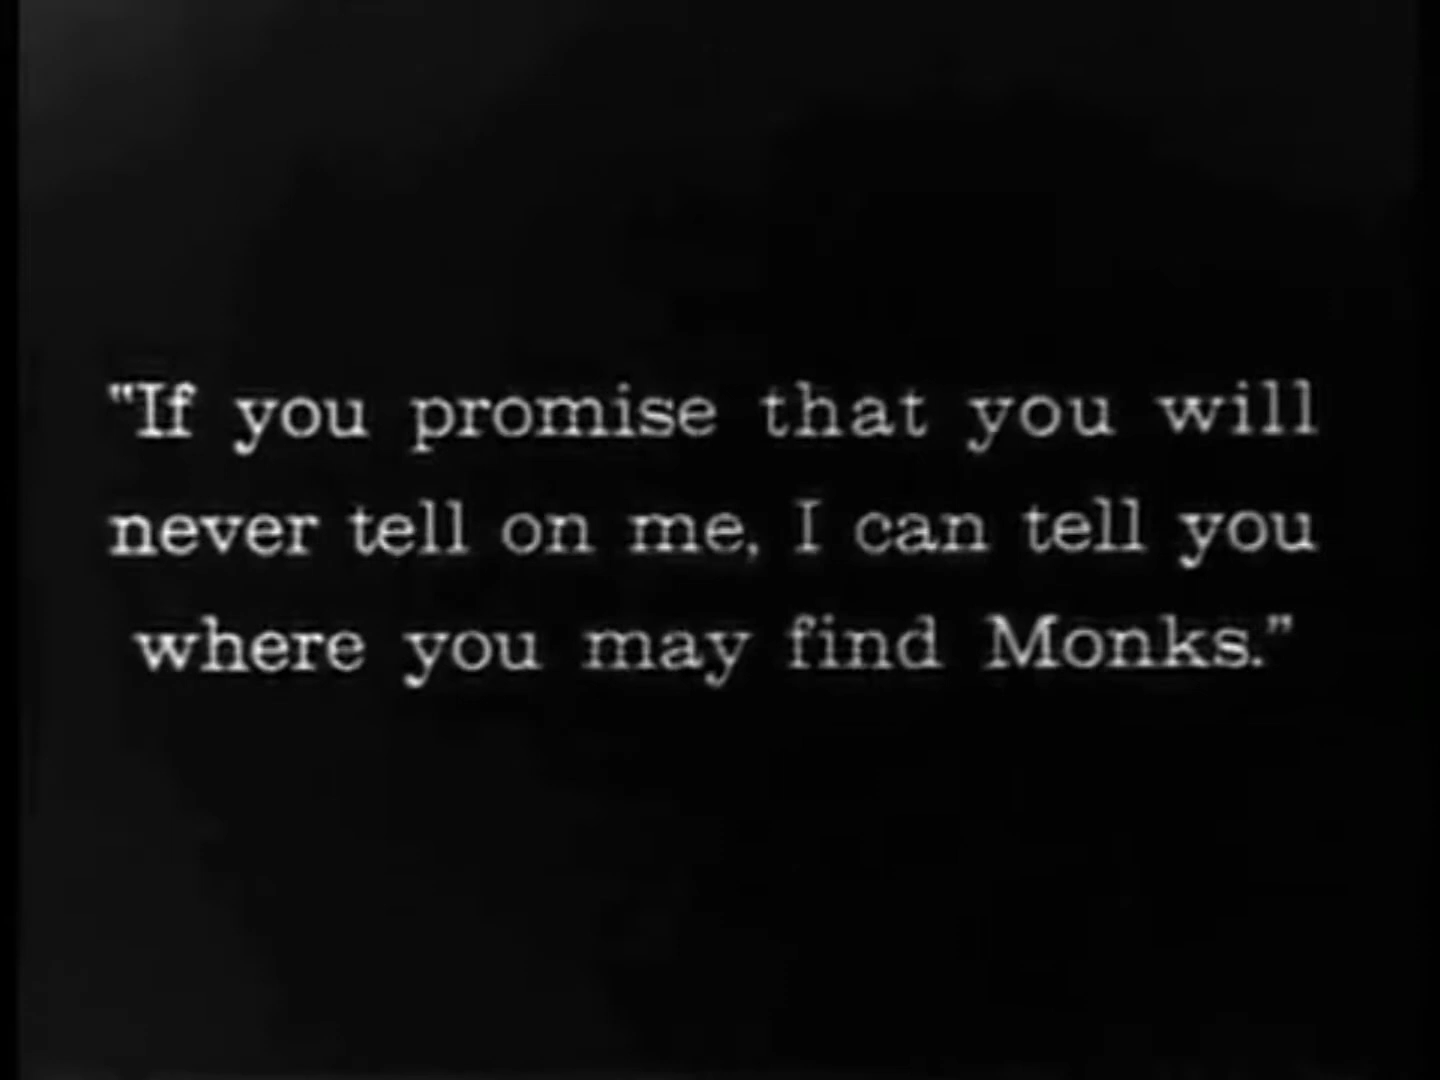 "If you promise that you will
never tell on me, I can tell you
where you may find Monks."